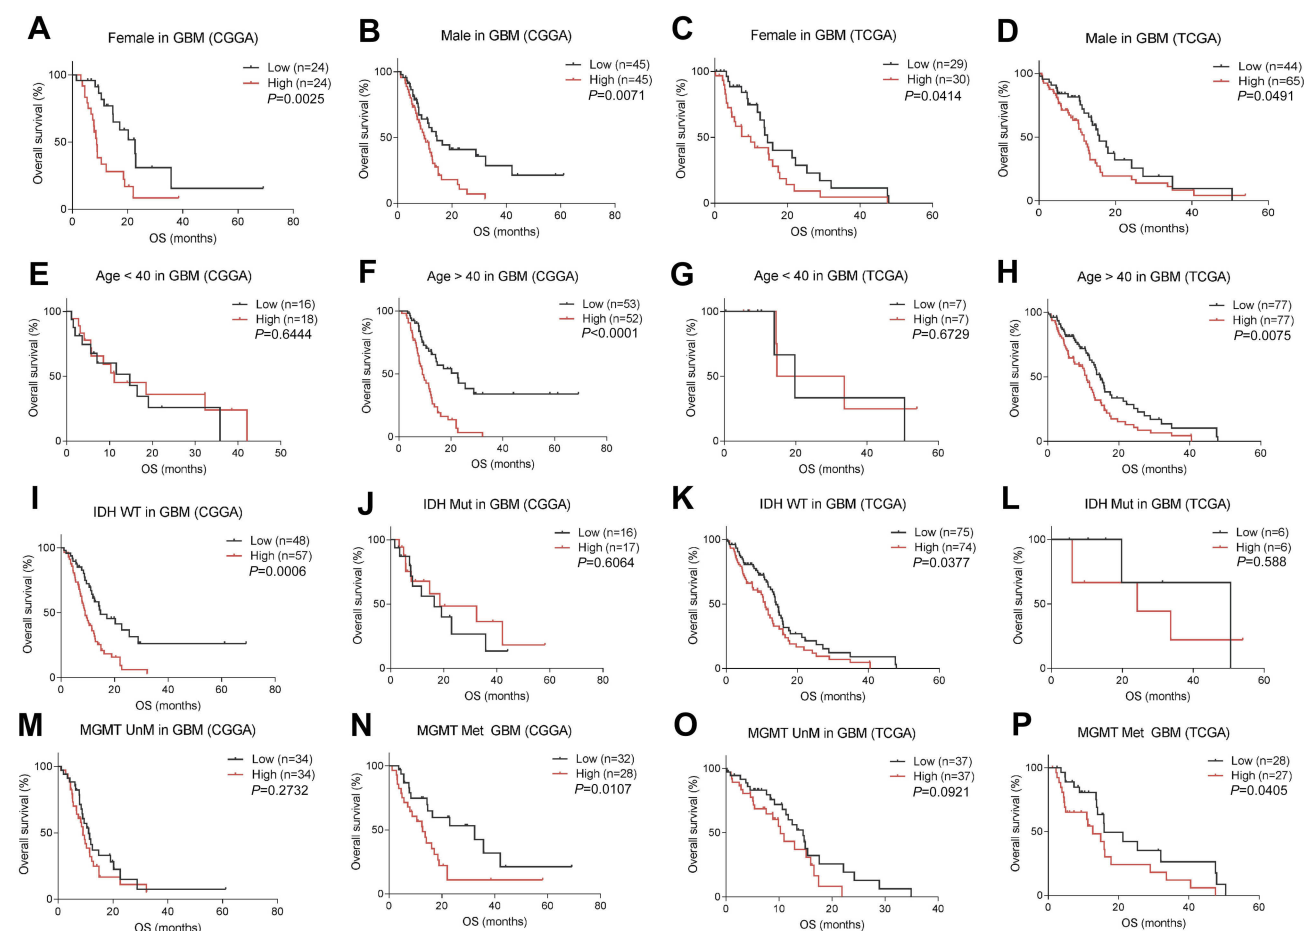 A
Female in GBM (CGGA)
Low (n=24)
High (n=24)
P=0.0025
Overall survival (%)
100
50
0
0 20 40 60 80
OS (months)
B
Male in GBM (CGGA)
Low (n=45)
High (n=45)
P=0.0071
Overall survival (%)
100
50
0
0 20 40 60 80
OS (months)
C
Female in GBM (TCGA)
Low (n=29)
High (n=30)
P=0.0414
Overall survival (%)
100
50
0
0 20 40 60
OS (months)
D
Male in GBM (TCGA)
Low (n=44)
High (n=65)
P=0.0491
Overall survival (%)
100
50
0
0 20 40 60
OS (months)
E
Age < 40 in GBM (CGGA)
Low (n=16)
High (n=18)
P=0.6444
Overall survival (%)
100
50
0
0 10 20 30 40 50
OS (months)
F
Age > 40 in GBM (CGGA)
Low (n=53)
High (n=52)
P<0.0001
Overall survival (%)
100
50
0
0 20 40 60 80
OS (months)
G
Age < 40 in GBM (TCGA)
Low (n=7)
High (n=7)
P=0.6729
Overall survival (%)
100
50
0
0 20 40 60
OS (months)
H
Age > 40 in GBM (TCGA)
Low (n=77)
High (n=77)
P=0.0075
Overall survival (%)
100
50
0
0 20 40 60
OS (months)
I
IDH WT in GBM (CGGA)
Low (n=48)
High (n=57)
P=0.0006
Overall survival (%)
100
50
0
0 20 40 60 80
OS (months)
J
IDH Mut in GBM (CGGA)
Low (n=16)
High (n=17)
P=0.6064
Overall survival (%)
100
50
0
0 20 40 60 80
OS (months)
K
IDH WT in GBM (TCGA)
Low (n=75)
High (n=74)
P=0.0377
Overall survival (%)
100
50
0
0 20 40 60
OS (months)
L
IDH Mut in GBM (TCGA)
Low (n=6)
High (n=6)
P=0.588
Overall survival (%)
100
50
0
0 20 40 60
OS (months)
M
MGMT UnM in GBM (CGGA)
Low (n=34)
High (n=34)
P=0.2732
Overall survival (%)
100
50
0
0 20 40 60 80
OS (months)
N
MGMT Met GBM (CGGA)
Low (n=32)
High (n=28)
P=0.0107
Overall survival (%)
100
50
0
0 20 40 60 80
OS (months)
O
MGMT UnM in GBM (TCGA)
Low (n=37)
High (n=37)
P=0.0921
Overall survival (%)
100
50
0
0 10 20 30 40
OS (months)
P
MGMT Met GBM (TCGA)
Low (n=28)
High (n=27)
P=0.0405
Overall survival (%)
100
50
0
0 20 40 60
OS (months)